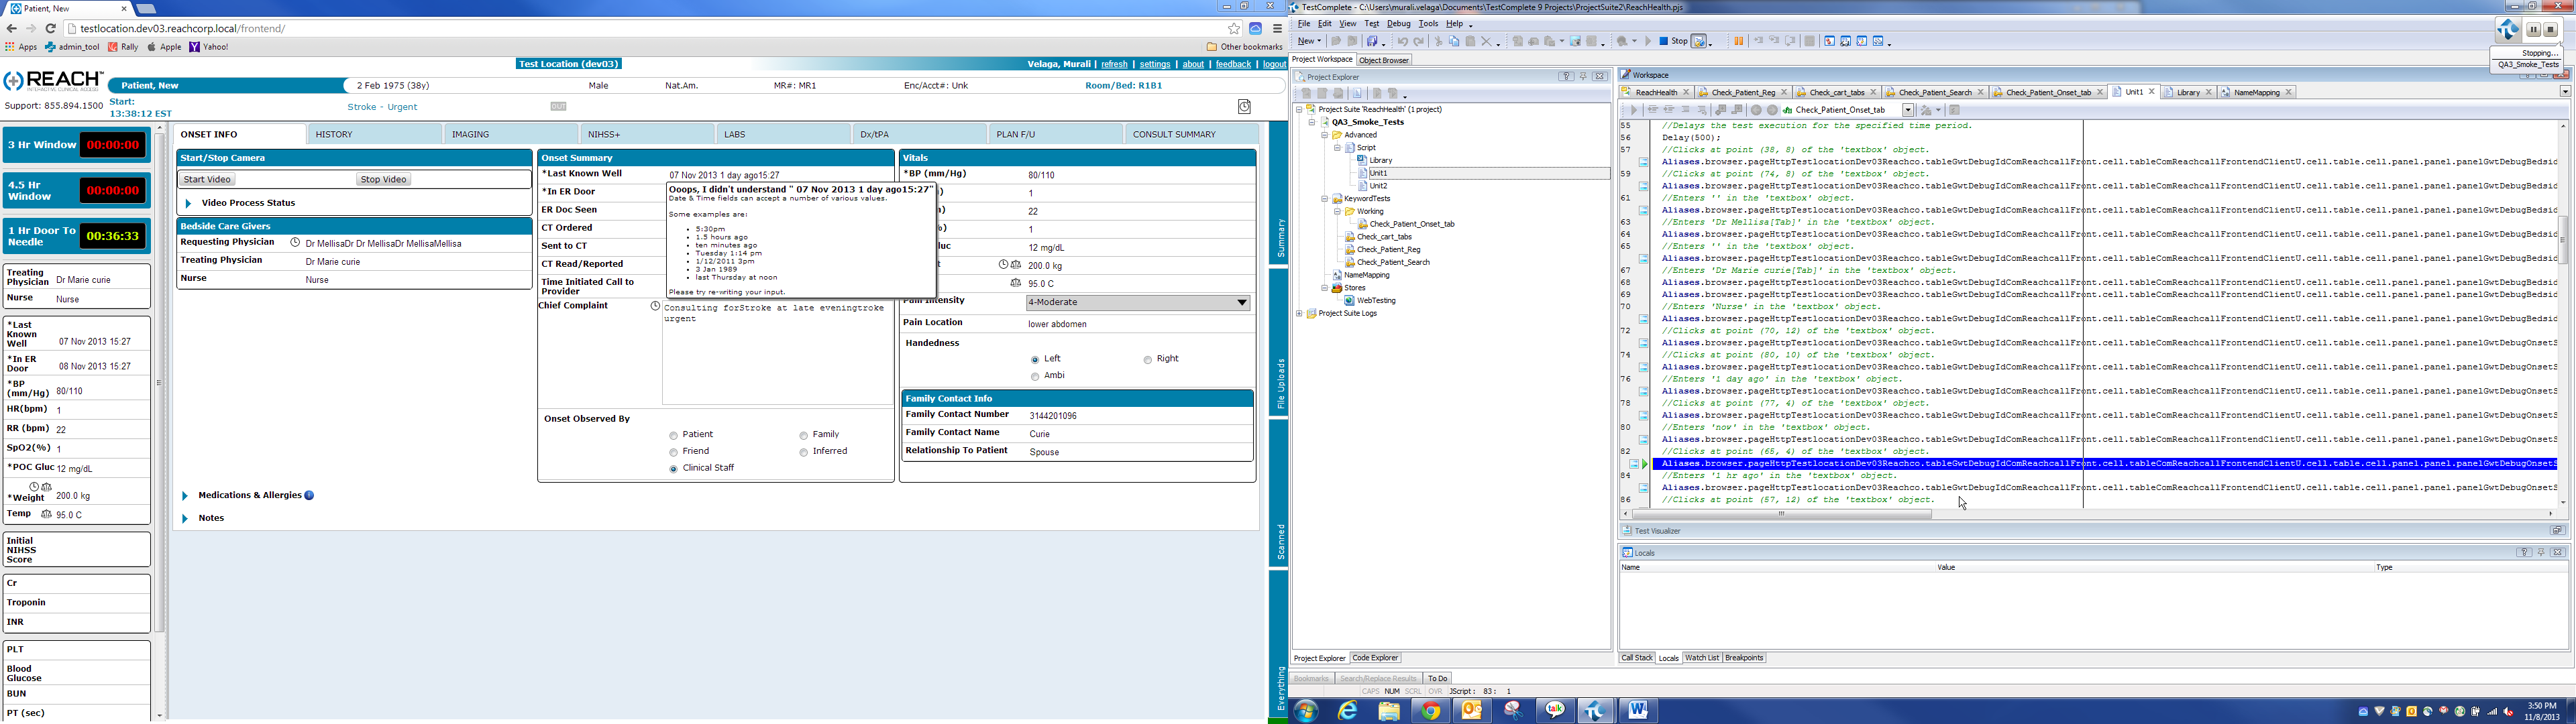 Patient, New
testlocation.dev03.reachcorp.local/frontend/
Apps admin_tool Rally Apple Yahoo! Other bookmarks
Test Location (dev03)
Velaga, Murali | refresh | settings | about | feedback | logout
REACH™
Patient, New 2 Feb 1975 (38y) Male Nat.Am. MR#: MR1 Enc/Acct#: Unk Room/Bed: R1B1
Support: 855.894.1500 Start:
13:38:12 EST
Stroke - Urgent OUT
3 Hr Window 00:00:00
4.5 Hr
Window 00:00:00
1 Hr Door To
Needle 00:36:33
Treating
Physician Dr Marie curie
Nurse Nurse
*Last
Known
Well 07 Nov 2013 15:27
*In ER
Door 08 Nov 2013 15:27
*BP
(mm/Hg) 80/110
HR(bpm) 1
RR (bpm) 22
SpO2(%) 1
*POC Gluc 12 mg/dL
*Weight 200.0 kg
Temp 95.0 C
Initial
NIHSS
Score
Cr
Troponin
INR
PLT
Blood
Glucose
BUN
PT (sec)
ONSET INFO HISTORY IMAGING NIHSS+ LABS Dx/tPA PLAN F/U CONSULT SUMMARY
Start/Stop Camera
Start Video Stop Video
Video Process Status
Bedside Care Givers
Requesting Physician Dr MellisaDr Dr MellisaDr MellisaMellisa
Treating Physician Dr Marie curie
Nurse Nurse
Medications & Allergies
Notes
Onset Summary
*Last Known Well 07 Nov 2013 1 day ago15:27
*In ER Door
ER Doc Seen
CT Ordered
Sent to CT
CT Read/Reported
Time Initiated Call to
Provider
Ooops, I didn't understand " 07 Nov 2013 1 day ago15:27"
Date & Time fields can accept a number of various values.
Some examples are:
5:30pm
1.5 hours ago
ten minutes ago
Tuesday 1:14 pm
1/12/2011 3pm
3 Jan 1989
last Thursday at noon
Please try re-writing your input.
Chief Complaint Consulting forStroke at late eveningtroke
urgent
Onset Observed By
Patient Family
Friend Inferred
Clinical Staff
Vitals
*BP (mm/Hg) 80/110
1
22
1
12 mg/dL
200.0 kg
95.0 C
Pain Intensity 4-Moderate
Pain Location lower abdomen
Handedness
Left Right
Ambi
Family Contact Info
Family Contact Number 3144201096
Family Contact Name Curie
Relationship To Patient Spouse
Summary
File Uploads
Scanned
Everything
TestComplete - C:\Users\murali.velaga\Documents\TestComplete 9 Projects\ProjectSuite2\ReachHealth.pjs
File Edit View Test Debug Tools Help
New Stop
Stopping...
QA3_Smoke_Tests
Project Workspace Object Browser
Project Explorer
Project Suite 'ReachHealth' (1 project)
QA3_Smoke_Tests
Advanced
Script
Library
Unit1
Unit2
KeywordTests
Working
Check_Patient_Onset_tab
Check_cart_tabs
Check_Patient_Reg
Check_Patient_Search
NameMapping
Stores
WebTesting
Project Suite Logs
Project Explorer Code Explorer
Workspace
ReachHealth Check_Patient_Reg Check_cart_tabs Check_Patient_Search Check_Patient_Onset_tab Unit1 Library NameMapping
Check_Patient_Onset_tab
55 //Delays the test execution for the specified time period.
56 Delay(500);
57 //Clicks at point (38, 8) of the 'textbox' object.
Aliases.browser.pageHttpTestlocationDev03Reachco.tableGwtDebugIdComReachcallFront.cell.tableComReachcallFrontendClientU.cell.table.cell.panel.panel.panelGwtDebugBedsid
59 //Clicks at point (74, 8) of the 'textbox' object.
Aliases.browser.pageHttpTestlocationDev03Reachco.tableGwtDebugIdComReachcallFront.cell.tableComReachcallFrontendClientU.cell.table.cell.panel.panel.panelGwtDebugBedsid
61 //Enters '' in the 'textbox' object.
Aliases.browser.pageHttpTestlocationDev03Reachco.tableGwtDebugIdComReachcallFront.cell.tableComReachcallFrontendClientU.cell.table.cell.panel.panel.panelGwtDebugBedsid
63 //Enters 'Dr Mellisa[Tab]' in the 'textbox' object.
64 Aliases.browser.pageHttpTestlocationDev03Reachco.tableGwtDebugIdComReachcallFront.cell.tableComReachcallFrontendClientU.cell.table.cell.panel.panel.panelGwtDebugBedsid
65 //Enters '' in the 'textbox' object.
Aliases.browser.pageHttpTestlocationDev03Reachco.tableGwtDebugIdComReachcallFront.cell.tableComReachcallFrontendClientU.cell.table.cell.panel.panel.panelGwtDebugBedsid
67 //Enters 'Dr Marie curie[Tab]' in the 'textbox' object.
68 Aliases.browser.pageHttpTestlocationDev03Reachco.tableGwtDebugIdComReachcallFront.cell.tableComReachcallFrontendClientU.cell.table.cell.panel.panel.panelGwtDebugBedsid
69 Aliases.browser.pageHttpTestlocationDev03Reachco.tableGwtDebugIdComReachcallFront.cell.tableComReachcallFrontendClientU.cell.table.cell.panel.panel.panelGwtDebugBedsid
70 //Enters 'Nurse' in the 'textbox' object.
Aliases.browser.pageHttpTestlocationDev03Reachco.tableGwtDebugIdComReachcallFront.cell.tableComReachcallFrontendClientU.cell.table.cell.panel.panel.panelGwtDebugBedsid
72 //Clicks at point (70, 12) of the 'textbox' object.
Aliases.browser.pageHttpTestlocationDev03Reachco.tableGwtDebugIdComReachcallFront.cell.tableComReachcallFrontendClientU.cell.table.cell.panel.panel.panelGwtDebugBedsid
74 //Clicks at point (80, 10) of the 'textbox' object.
Aliases.browser.pageHttpTestlocationDev03Reachco.tableGwtDebugIdComReachcallFront.cell.tableComReachcallFrontendClientU.cell.table.cell.panel.panel.panelGwtDebugOnsetS
76 //Enters '1 day ago' in the 'textbox' object.
Aliases.browser.pageHttpTestlocationDev03Reachco.tableGwtDebugIdComReachcallFront.cell.tableComReachcallFrontendClientU.cell.table.cell.panel.panel.panelGwtDebugOnsetS
78 //Clicks at point (77, 4) of the 'textbox' object.
Aliases.browser.pageHttpTestlocationDev03Reachco.tableGwtDebugIdComReachcallFront.cell.tableComReachcallFrontendClientU.cell.table.cell.panel.panel.panelGwtDebugOnsetS
80 //Enters 'now' in the 'textbox' object.
Aliases.browser.pageHttpTestlocationDev03Reachco.tableGwtDebugIdComReachcallFront.cell.tableComReachcallFrontendClientU.cell.table.cell.panel.panel.panelGwtDebugOnsetS
82 //Clicks at point (65, 4) of the 'textbox' object.
Aliases.browser.pageHttpTestlocationDev03Reachco.tableGwtDebugIdComReachcallFront.cell.tableComReachcallFrontendClientU.cell.table.cell.panel.panel.panelGwtDebugOnsetS
84 //Enters '1 hr ago' in the 'textbox' object.
Aliases.browser.pageHttpTestlocationDev03Reachco.tableGwtDebugIdComReachcallFront.cell.tableComReachcallFrontendClientU.cell.table.cell.panel.panel.panelGwtDebugOnsetS
86 //Clicks at point (57, 12) of the 'textbox' object.
Test Visualizer
Locals
Name Value Type
Call Stack Locals Watch List Breakpoints
Bookmarks Search/Replace Results To Do
CAPS NUM SCRL OVR JScript: 83: 1
talk
3:50 PM
11/8/2013